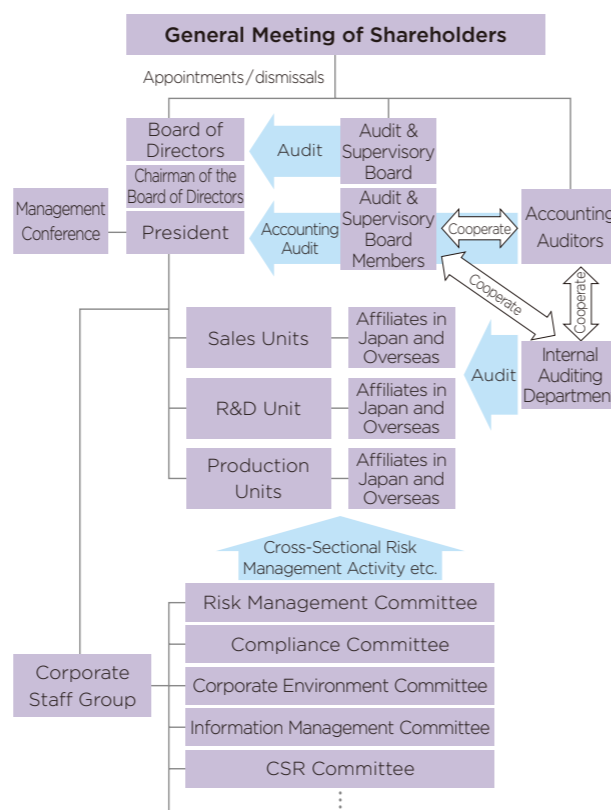 General Meeting of Shareholders
Appointments/dismissals
Board of
Directors
Audit
Audit &
Supervisory
Board
Chairman of the
Board of Directors
Management
Conference
President
Accounting
Audit
Audit &
Supervisory
Board
Members
Cooperate
Accounting
Auditors
Cooperate
Cooperate
Sales Units
Affiliates in
Japan and
Overseas
Audit
Internal
Auditing
Department
R&D Unit
Affiliates in
Japan and
Overseas
Production
Units
Affiliates in
Japan and
Overseas
Cross-Sectional Risk
Management Activity etc.
Risk Management Committee
Compliance Committee
Corporate
Staff Group
Corporate Environment Committee
Information Management Committee
CSR Committee